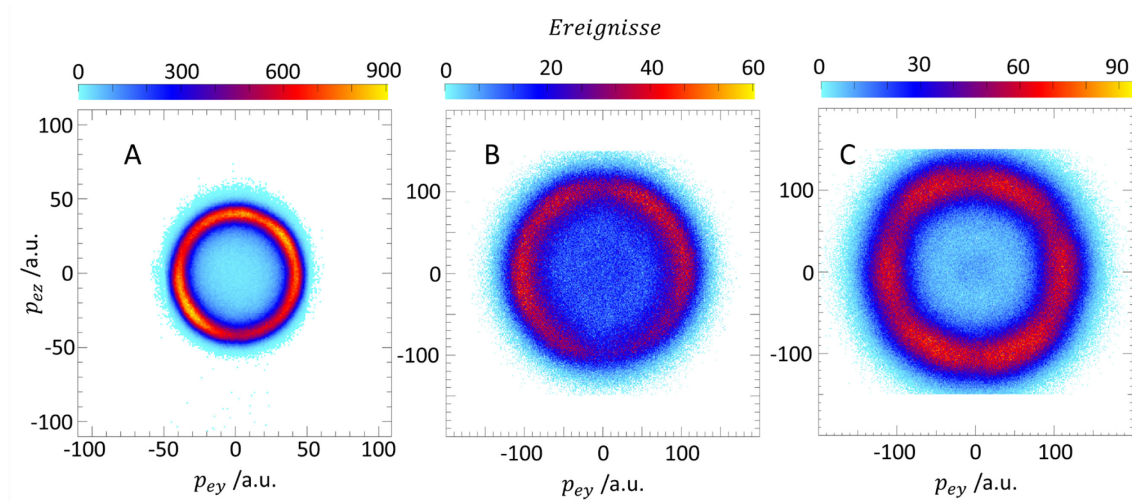 Ereignisse
0 300 600 900
0 20 40 60
0 30 60 90
A
B
C
100
50
0
-50
-100
100
0
-100
100
0
-100
p_ez /a.u.
-100 -50 0 50 100
-100 0 100
-100 0 100
p_ey /a.u.
p_ey /a.u.
p_ey /a.u.